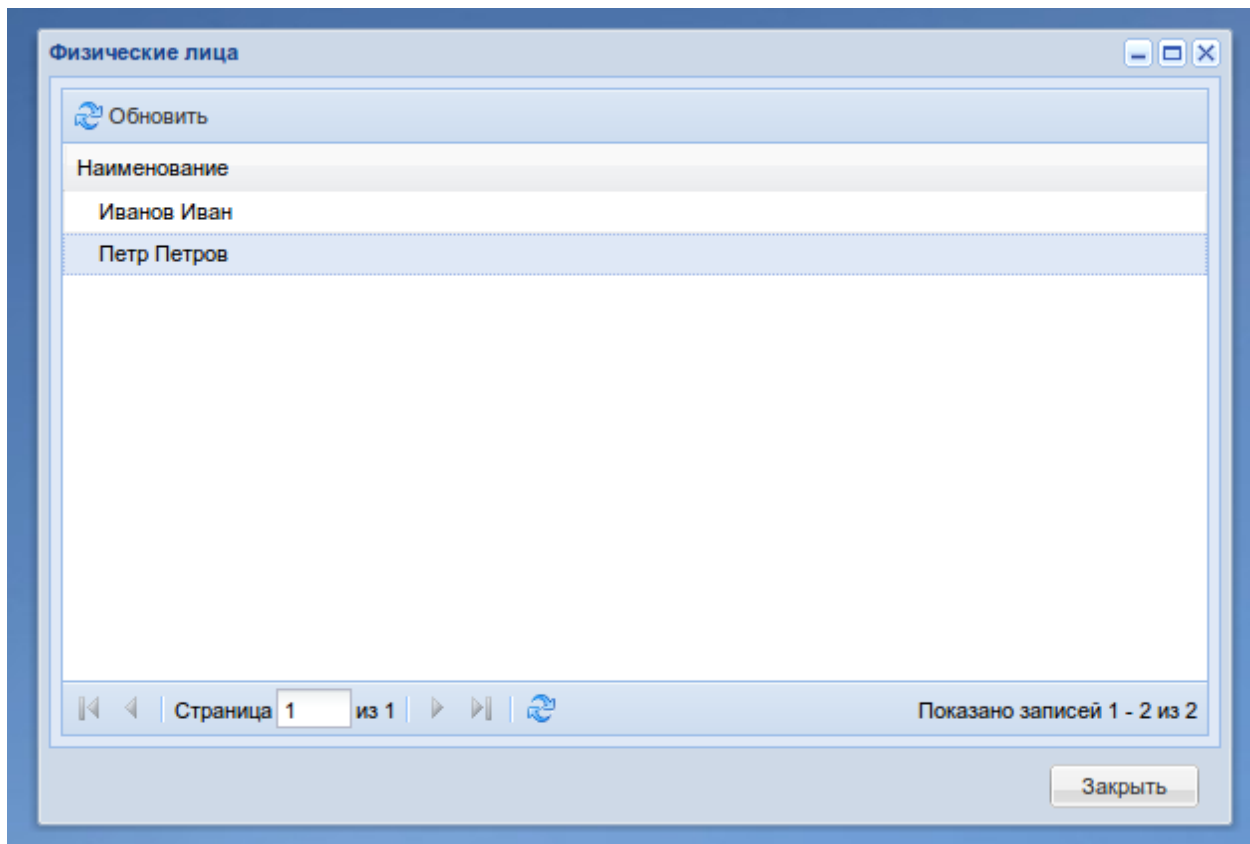 Физические лица
Обновить
Наименование
Иванов Иван
Петр Петров
Страница 1 из 1 Показано записей 1 - 2 из 2
Закрыть